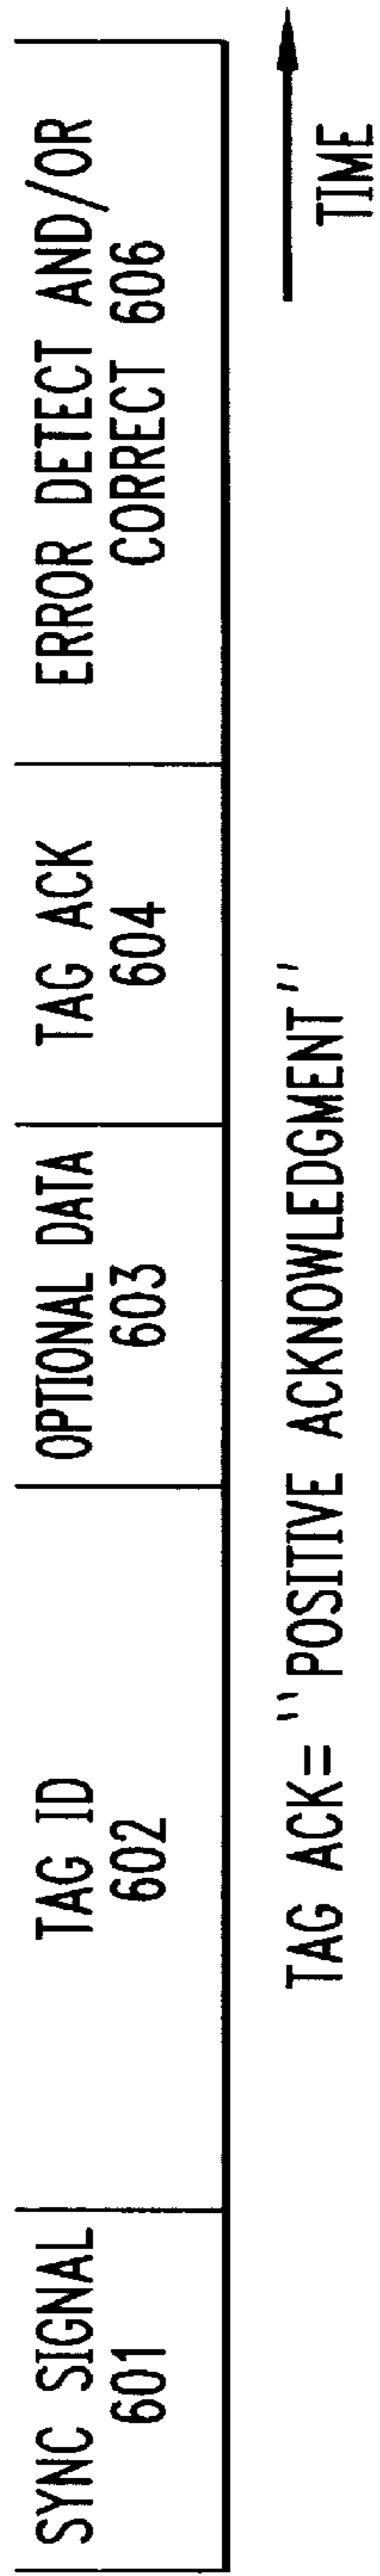 SYNC SIGNAL
601
TAG ID
602
OPTIONAL DATA
603
TAG ACK
604
ERROR DETECT AND/OR
CORRECT 606
TAG ACK=''POSITIVE ACKNOWLEDGMENT''
TIME